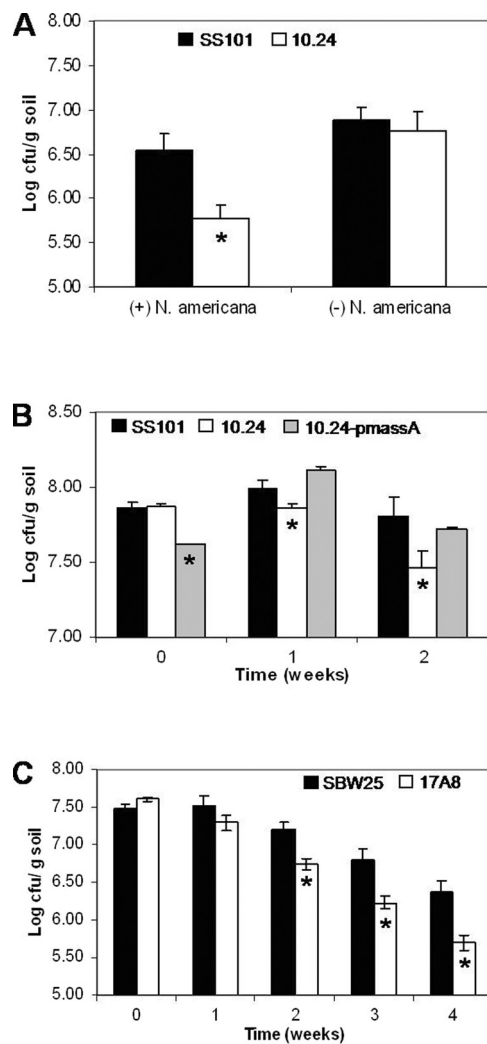 A
8.00
7.50
7.00
6.50
6.00
5.50
5.00
Log cfu/g soil
SS101 10.24
*
(+) N. americana (-) N. americana
B
8.50
8.00
7.50
7.00
Log cfu/g soil
SS101 10.24 10.24-pmassA
* * *
0 1 2
Time (weeks)
C
8.00
7.50
7.00
6.50
6.00
5.50
5.00
Log cfu/ g soil
SBW25 17A8
* * *
0 1 2 3 4
Time (weeks)